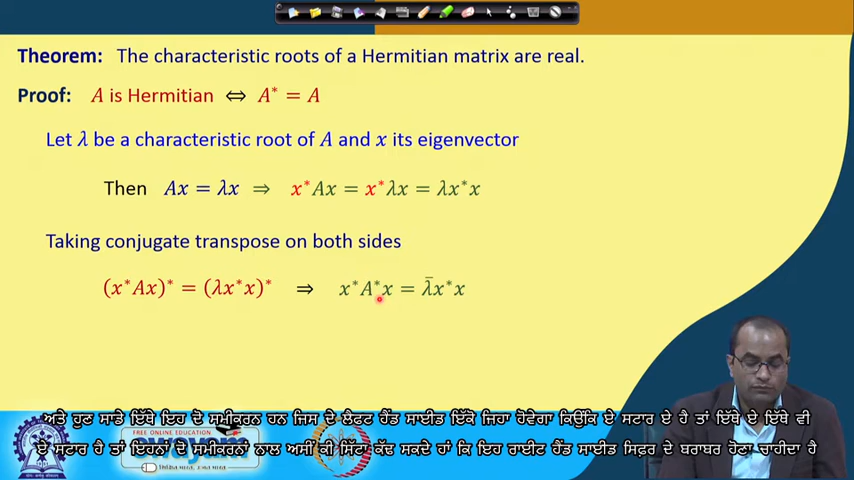 Theorem: The characteristic roots of a Hermitian matrix are real.
Proof: A is Hermitian ⇔ A* = A
Let λ be a characteristic root of A and x its eigenvector
Then Ax = λx ⇒ x*Ax = x*λx = λx*x
Taking conjugate transpose on both sides
(x*Ax)* = (λx*x)* ⇒ x*A*x = λ̄x*x
ਅਤੇ ਹੁਣ ਸਾਡੇ ਇੱਥੇ ਇਹ ਦੋ ਸਮੀਕਰਨ ਹਨ ਜਿਸ ਦੇ ਲੈਫਟ ਹੈਂਡ ਸਾਈਡ ਇੱਕੋ ਜਿਹਾ ਹੋਵੇਗਾ ਕਿਉਂਕਿ ਏ ਸਟਾਰ ਏ ਹੈ ਤਾਂ ਇੱਥੇ ਏ ਇੱਥੇ ਵੀ
ਏ ਸਟਾਰ ਹੈ ਤਾਂ ਇਹਨਾਂ ਦੋ ਸਮੀਕਰਨਾਂ ਨਾਲ ਅਸੀਂ ਕੀ ਸਿੱਟਾ ਕੱਢ ਸਕਦੇ ਹਾਂ ਕਿ ਇਹ ਰਾਈਟ ਹੈਂਡ ਸਾਈਡ ਸਿਫ਼ਰ ਦੇ ਬਰਾਬਰ ਹੋਣਾ ਚਾਹੀਦਾ ਹੈ
FREE ONLINE EDUCATION
swayam